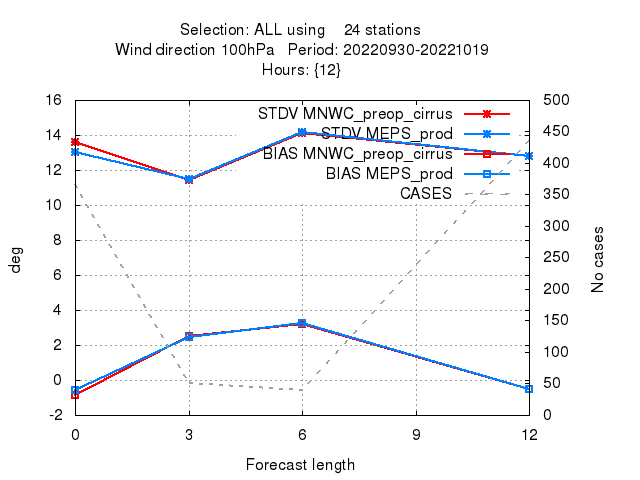 Selection: ALL using 24 stations
Wind direction 100hPa Period: 20220930-20221019
Hours: {12}
16 500
STDV MNWC_preop_cirrus
14 450
STDV MEPS_prod
BIAS MNWC_preop_cirrus
12 400
BIAS MEPS_prod
350
CASES
10 300
8 250
6
deg
No cases
4 200
2 150
100
0 50
-2 0
0 3 6 9 12
Forecast length